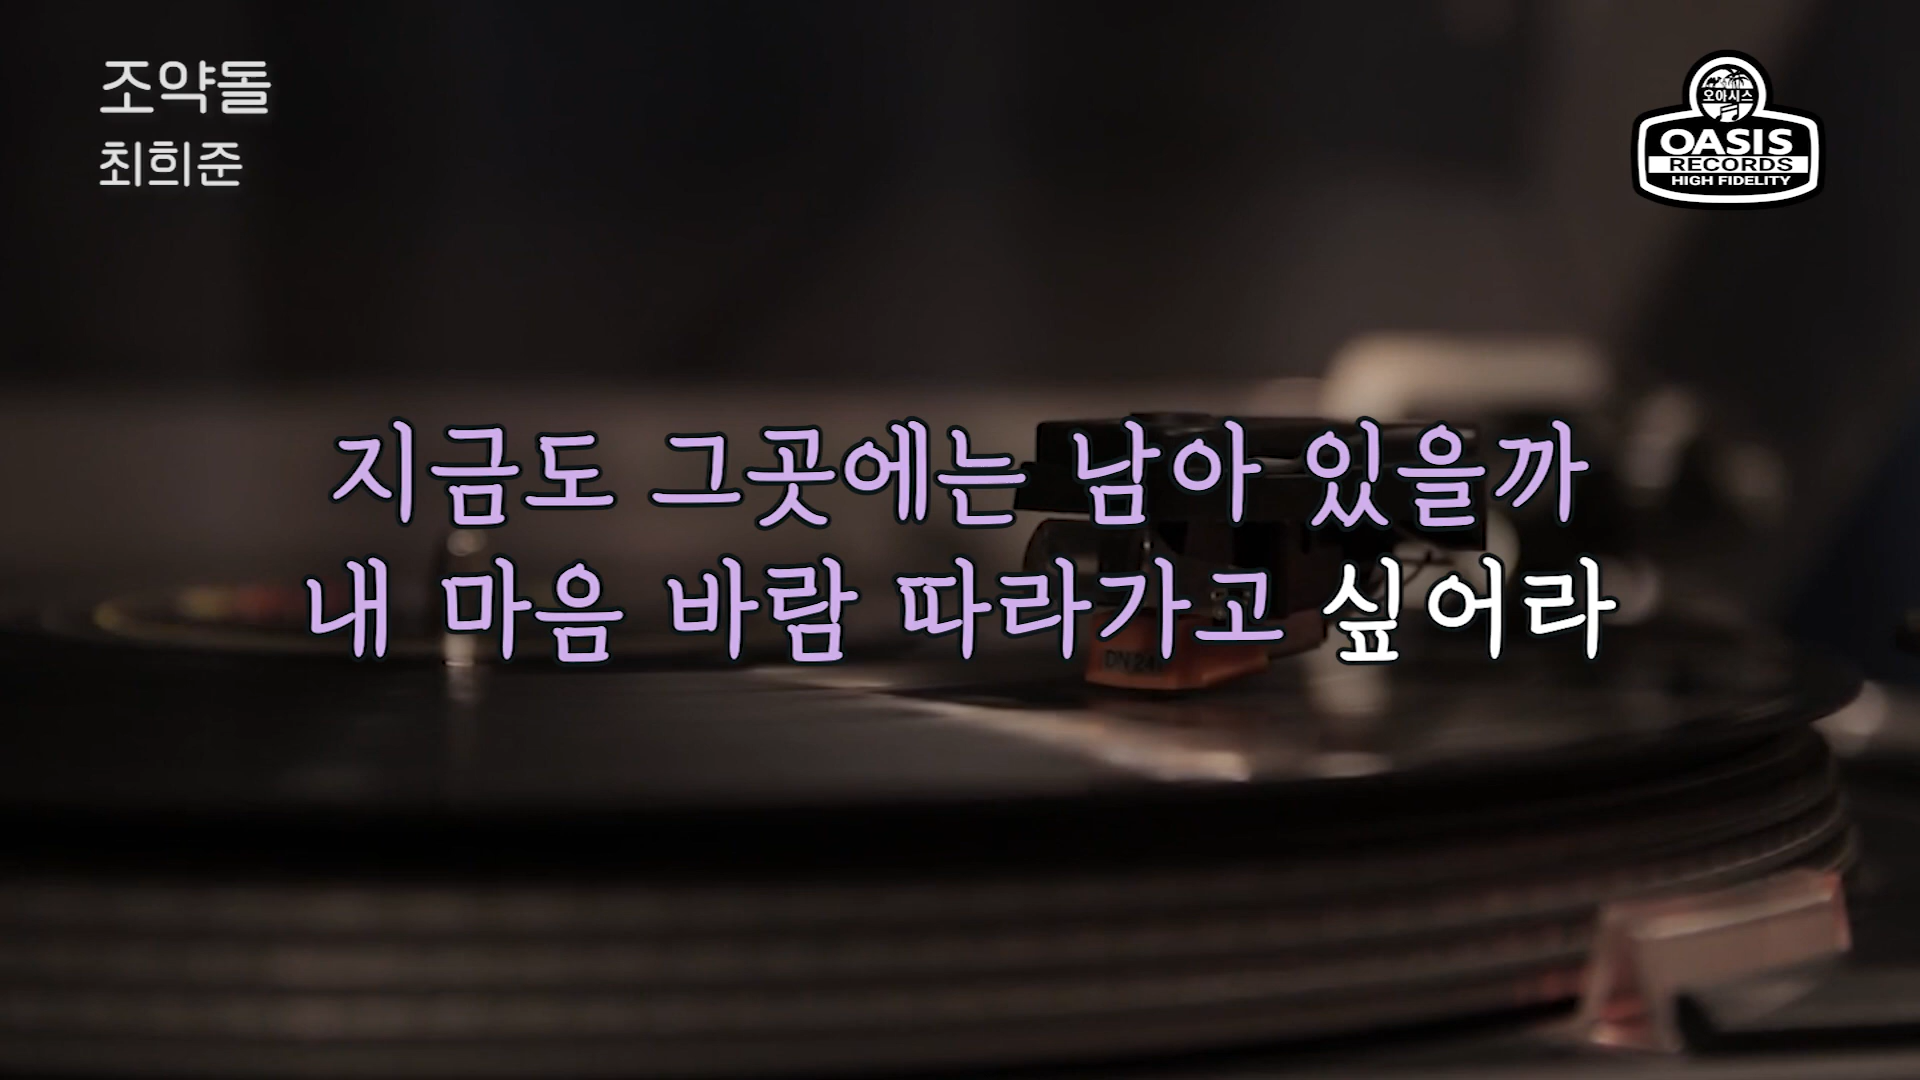 조약돌
최희준
오아시스
OASIS
RECORDS
HIGH FIDELITY
지금도 그곳에는 남아 있을까
내 마음 바람 따라가고 싶어라
DN24